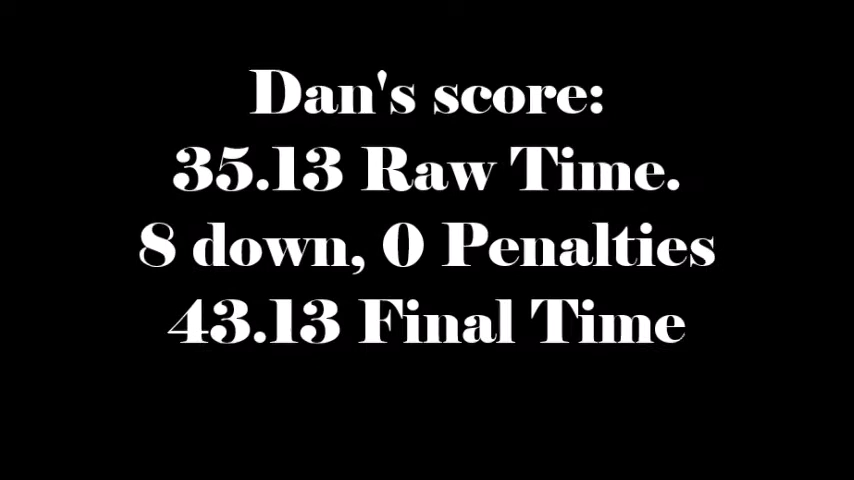 Dan's score:
35.13 Raw Time.
8 down, 0 Penalties
43.13 Final Time